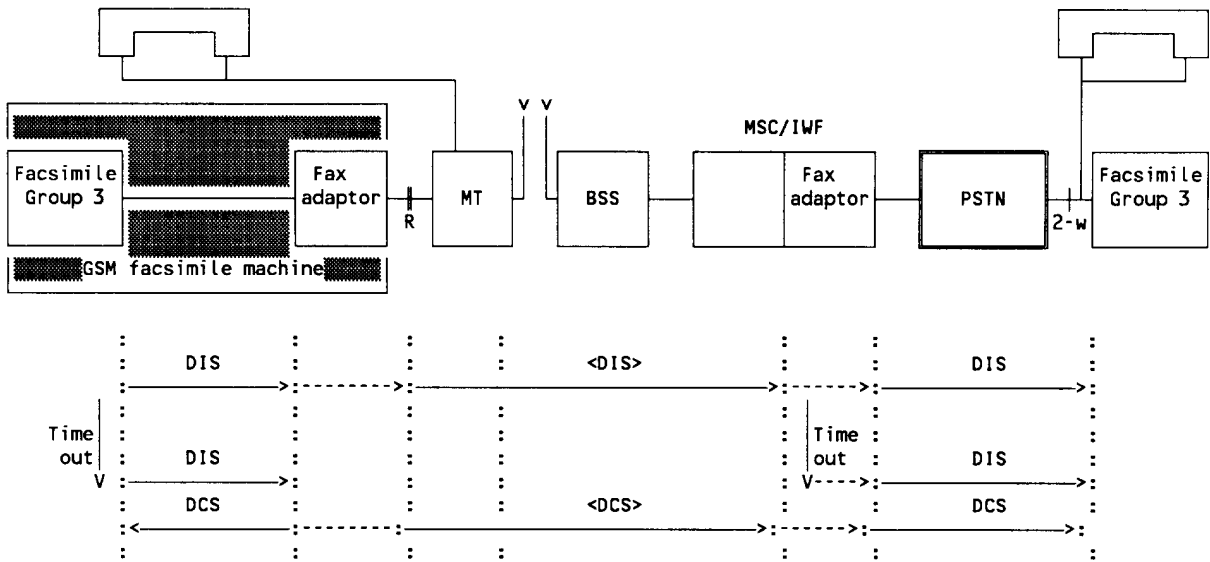 v v
MSC/IWF
Facsimile
Group 3
Fax
adaptor
R
MT
BSS
Fax
adaptor
PSTN
2-w
Facsimile
Group 3
GSM facsimile machine
DIS <DIS> DIS
Time
out
Time
out
DIS DIS
V V
DCS <DCS> DCS